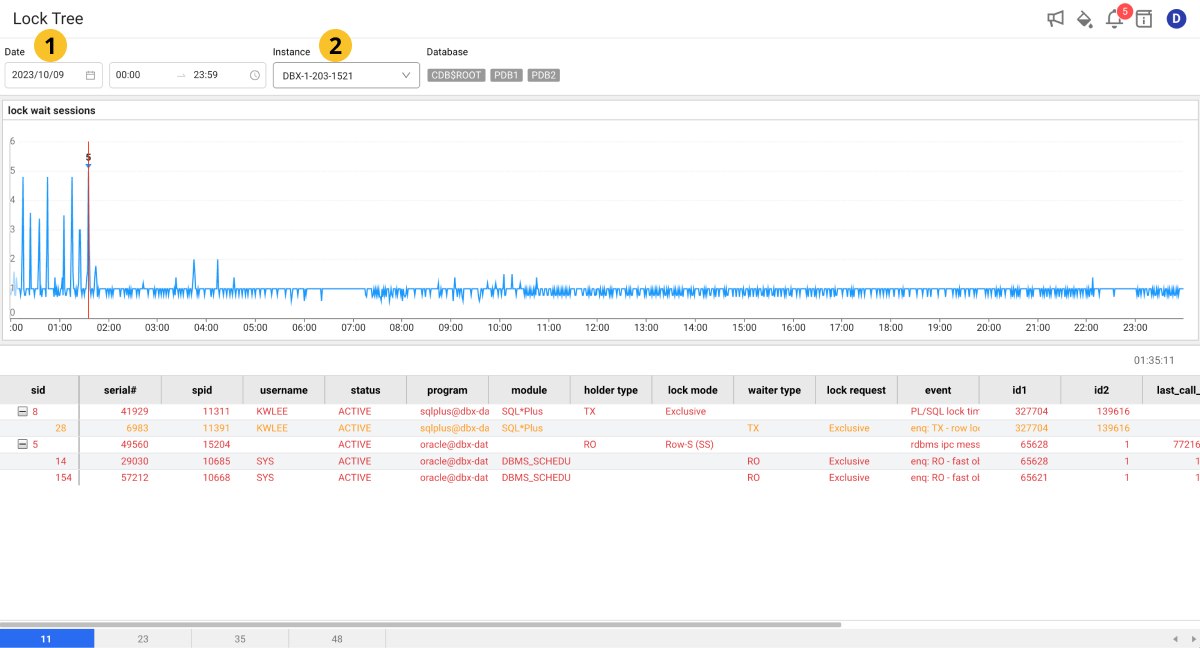 Lock Tree
5
D
Date
1
Instance
2
Database
2023/10/09
00:00 → 23:59
DBX-1-203-1521
CDB$ROOT PDB1 PDB2
lock wait sessions
6
5
5
4
3
2
1
0
:00 01:00 02:00 03:00 04:00 05:00 06:00 07:00 08:00 09:00 10:00 11:00 12:00 13:00 14:00 15:00 16:00 17:00 18:00 19:00 20:00 21:00 22:00 23:00
01:35:11
sid serial# spid username status program module holder type lock mode waiter type lock request event id1 id2 last_call_
8 41929 11311 KWLEE ACTIVE sqlplus@dbx-da SQL*Plus TX Exclusive PL/SQL lock tim 327704 139616
28 6983 11391 KWLEE ACTIVE sqlplus@dbx-da SQL*Plus TX Exclusive enq: TX - row lo 327704 139616
5 49560 15204 ACTIVE oracle@dbx-dat RO Row-S (SS) rdbms ipc mess 65628 1 77216
14 29030 10685 SYS ACTIVE oracle@dbx-dat DBMS_SCHEDU RO Exclusive enq: RO - fast ol 65628 1 1
154 57212 10668 SYS ACTIVE oracle@dbx-dat DBMS_SCHEDU RO Exclusive enq: RO - fast ol 65621 1 1
11 23 35 48